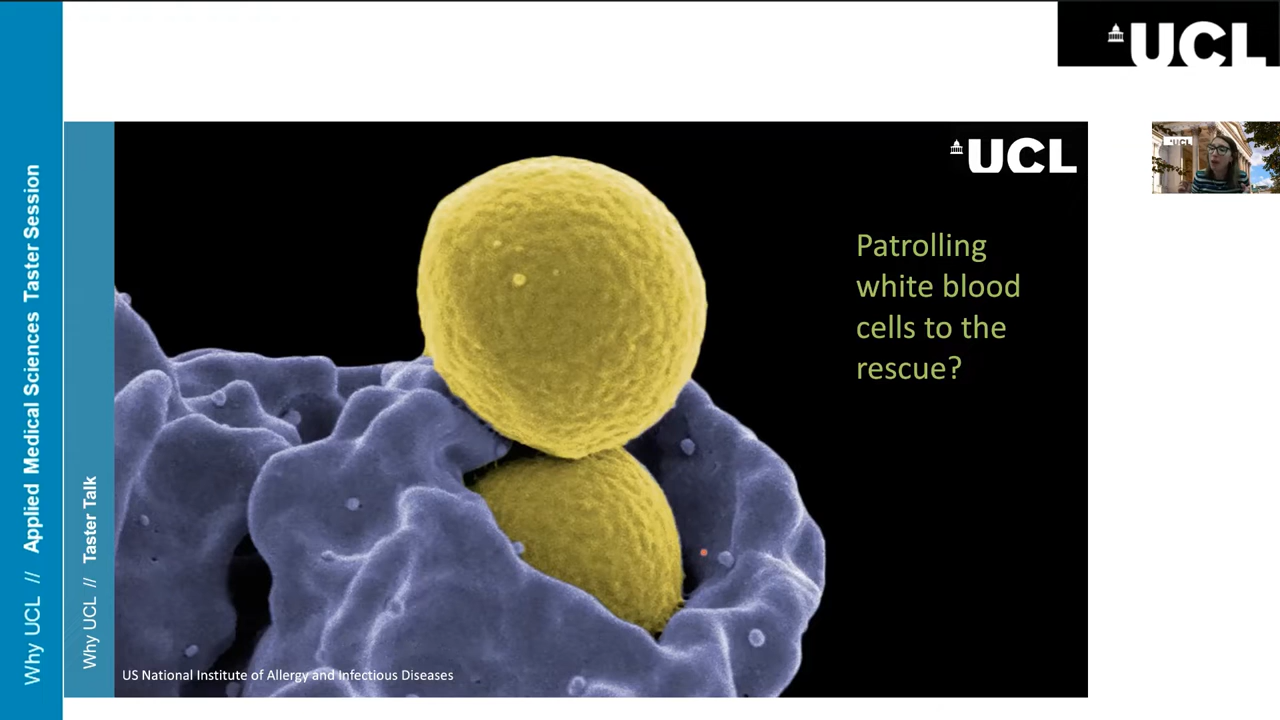 UCL
Why UCL // Applied Medical Sciences Taster Session
Why UCL // Taster Talk
UCL
Patrolling
white blood
cells to the
rescue?
US National Institute of Allergy and Infectious Diseases
UCL